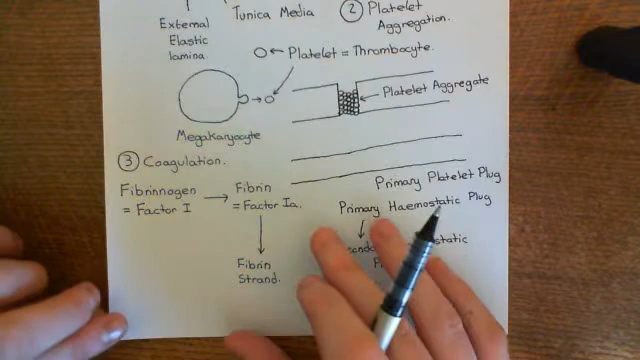 External
Elastic
lamina.
Tunica Media
② Platelet
Aggregation.
Platelet = Thrombocyte.
Platelet Aggregate
Megakaryocyte
③ Coagulation.
Fibrinnogen
= Factor I
Fibrin
= Factor Ia.
Fibrin
Strand.
Primary Platelet Plug
Primary Haemostatic Plug